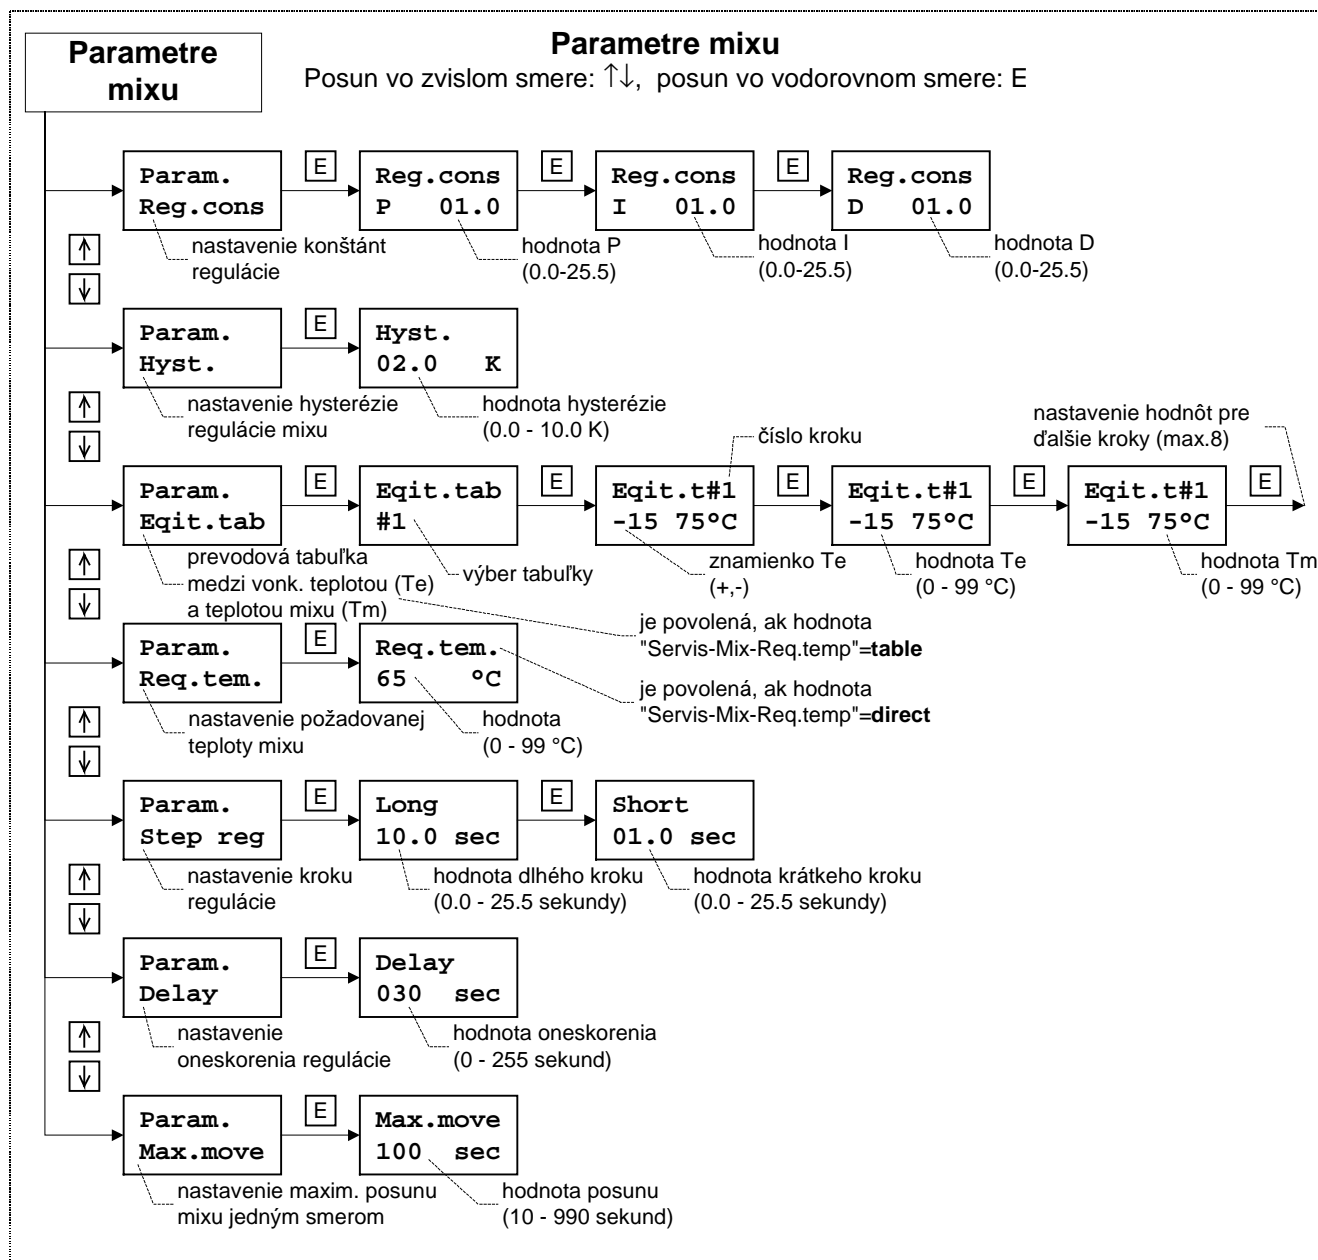 Parametre
mixu
Parametre mixu
Posun vo zvislom smere: ↑↓, posun vo vodorovnom smere: E
Param.
Reg.cons
E
Reg.cons
P 01.0
E
Reg.cons
I 01.0
E
Reg.cons
D 01.0
nastavenie konštánt
regulácie
hodnota P
(0.0-25.5)
hodnota I
(0.0-25.5)
hodnota D
(0.0-25.5)
↑
↓
Param.
Hyst.
E
Hyst.
02.0 K
nastavenie hysterézie
regulácie mixu
hodnota hysterézie
(0.0 - 10.0 K)
↑
↓
číslo kroku
nastavenie hodnôt pre
ďalšie kroky (max.8)
Param.
Eqit.tab
E
Eqit.tab
#1
E
Eqit.t#1
-15 75°C
E
Eqit.t#1
-15 75°C
E
Eqit.t#1
-15 75°C
E
prevodová tabuľka
medzi vonk. teplotou (Te)
a teplotou mixu (Tm)
výber tabuľky
znamienko Te
(+,-)
hodnota Te
(0 - 99 °C)
hodnota Tm
(0 - 99 °C)
↑
↓
je povolená, ak hodnota
"Servis-Mix-Req.temp"=table
Param.
Req.tem.
E
Req.tem.
65 °C
je povolená, ak hodnota
"Servis-Mix-Req.temp"=direct
nastavenie požadovanej
teploty mixu
hodnota
(0 - 99 °C)
↑
↓
Param.
Step reg
E
Long
10.0 sec
E
Short
01.0 sec
nastavenie kroku
regulácie
hodnota dlhého kroku
(0.0 - 25.5 sekundy)
hodnota krátkeho kroku
(0.0 - 25.5 sekundy)
↑
↓
Param.
Delay
E
Delay
030 sec
nastavenie
oneskorenia regulácie
hodnota oneskorenia
(0 - 255 sekund)
↑
↓
Param.
Max.move
E
Max.move
100 sec
nastavenie maxim. posunu
mixu jedným smerom
hodnota posunu
(10 - 990 sekund)